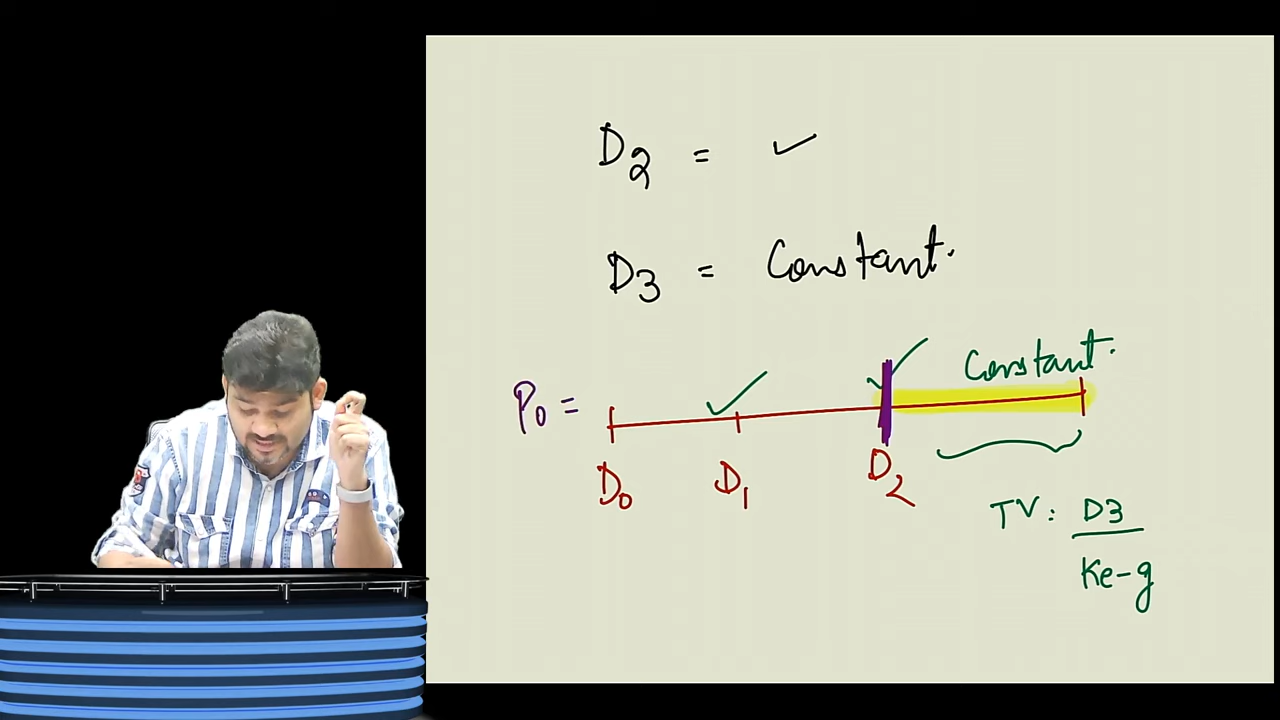 D2 = ✓
D3 = Constant.
Constant.
P0 =
D0 D1 D2
TV : D3
Ke-g